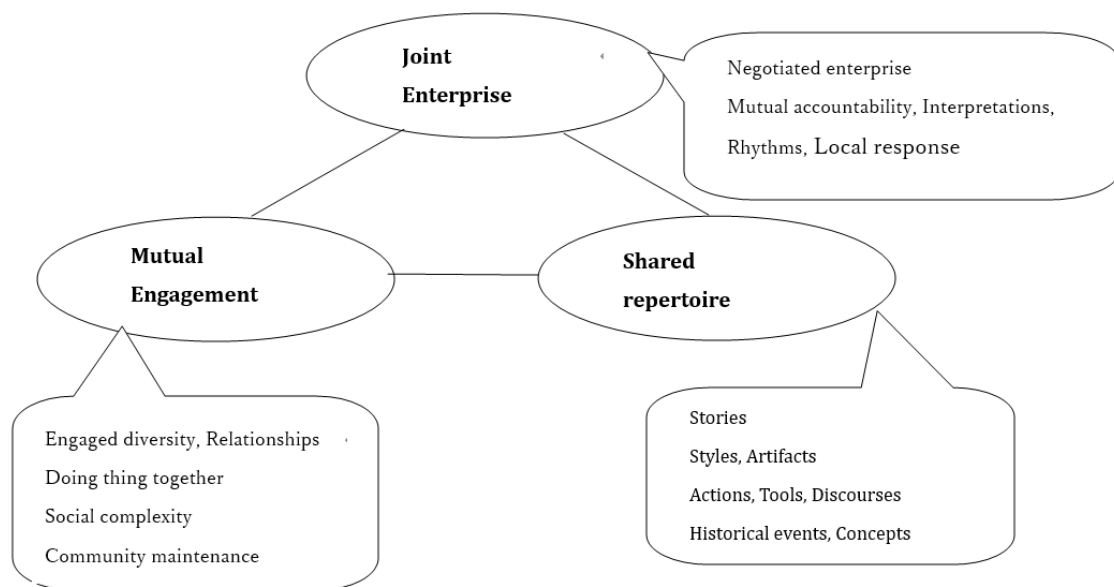 Joint
Enterprise
Negotiated enterprise
Mutual accountability, Interpretations,
Rhythms, Local response
Mutual
Engagement
Shared
repertoire
Engaged diversity, Relationships
Doing thing together
Social complexity
Community maintenance
Stories
Styles, Artifacts
Actions, Tools, Discourses
Historical events, Concepts